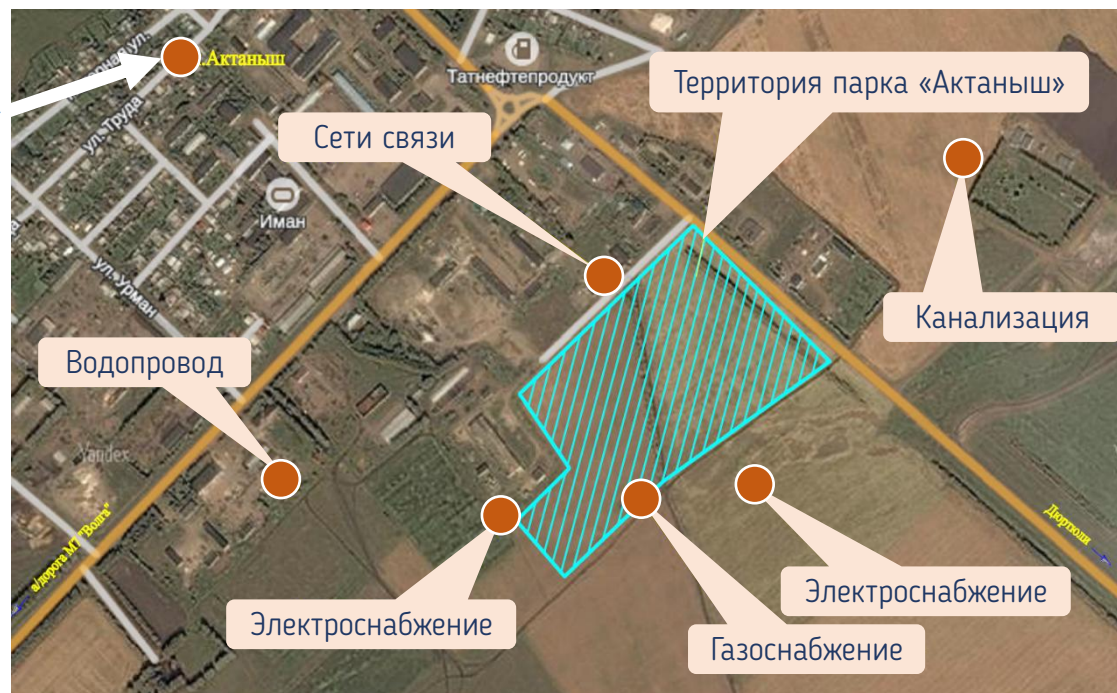 .Актаныш
ул. Труда
Татнефтепродукт
Территория парка «Актаныш»
Сети связи
Иман
ул. Урман
Канализация
Водопровод
Yandex
а/дорога М7 "Волга"
Дюртюли
Электроснабжение
Электроснабжение
Газоснабжение